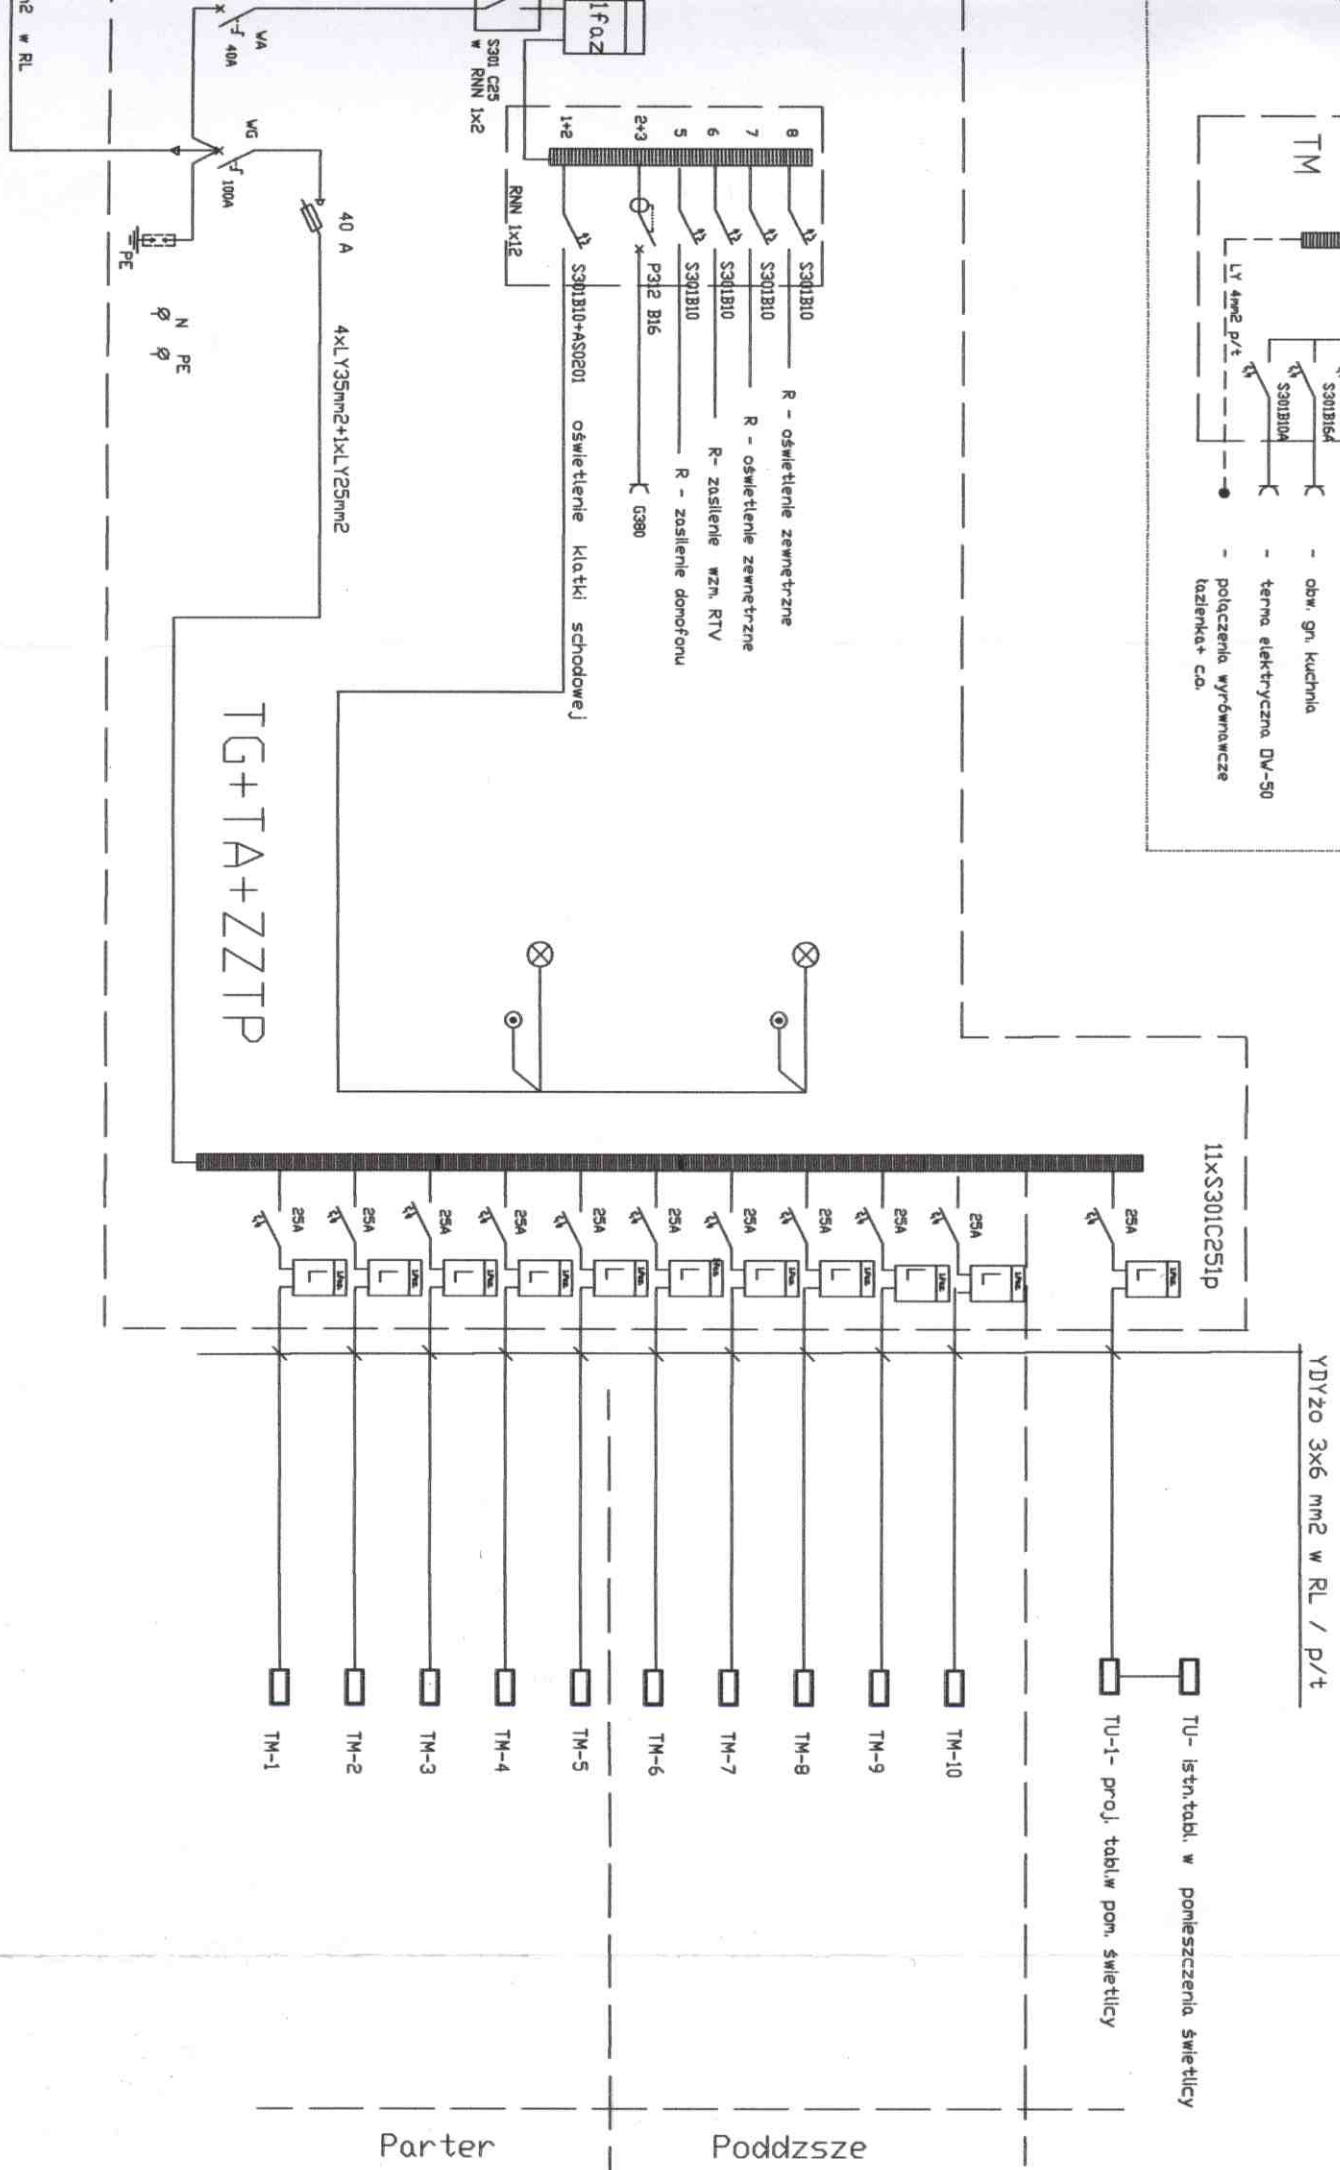 m2 w RL
WA
40A
WG
100A
PE
N
PE
40 A
4xLY35mm2+1xLY25mm2
1faz
S301 C25
w RNN 1x2
RNN 1x12
1+2
2+3
5
6
7
8
S301B10+AS0201 oświetlenie klatki schodowej
P312 B16
G380
S301B10
R - zasilenie domofonu
S301B10
R- zasilenie wzm. RTV
S301B10
R - oświetlenie zewnętrzne
S301B10
R - oświetlenie zewnętrzne
TM
LY 4mm2 p/t
S301B16A
S301B10A
- obw. gn. kuchnia
- terma elektryczna DW-50
- połączenia wyrównawcze
łazienka+ c.o.
TG+TA+ZZTP
11xS301C251p
25A
25A
25A
25A
25A
25A
25A
25A
25A
25A
25A
L
L
L
L
L
L
L
L
L
L
L
YDYżo 3x6 mm2 w RL / p/t
TM-1
TM-2
TM-3
TM-4
TM-5
TM-6
TM-7
TM-8
TM-9
TM-10
TU-1- proj. tabl.w pom. świetlicy
TU- istn.tabl. w pomieszczenia świetlicy
Parter
Poddzsze